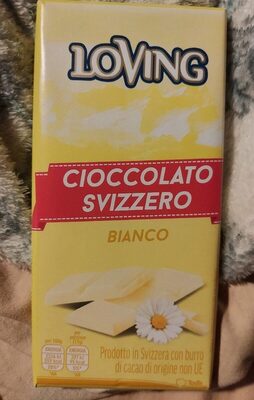 LOVING
CIOCCOLATO
SVIZZERO
BIANCO
Prodotto in Svizzera con burro
di cacao di origine non UE